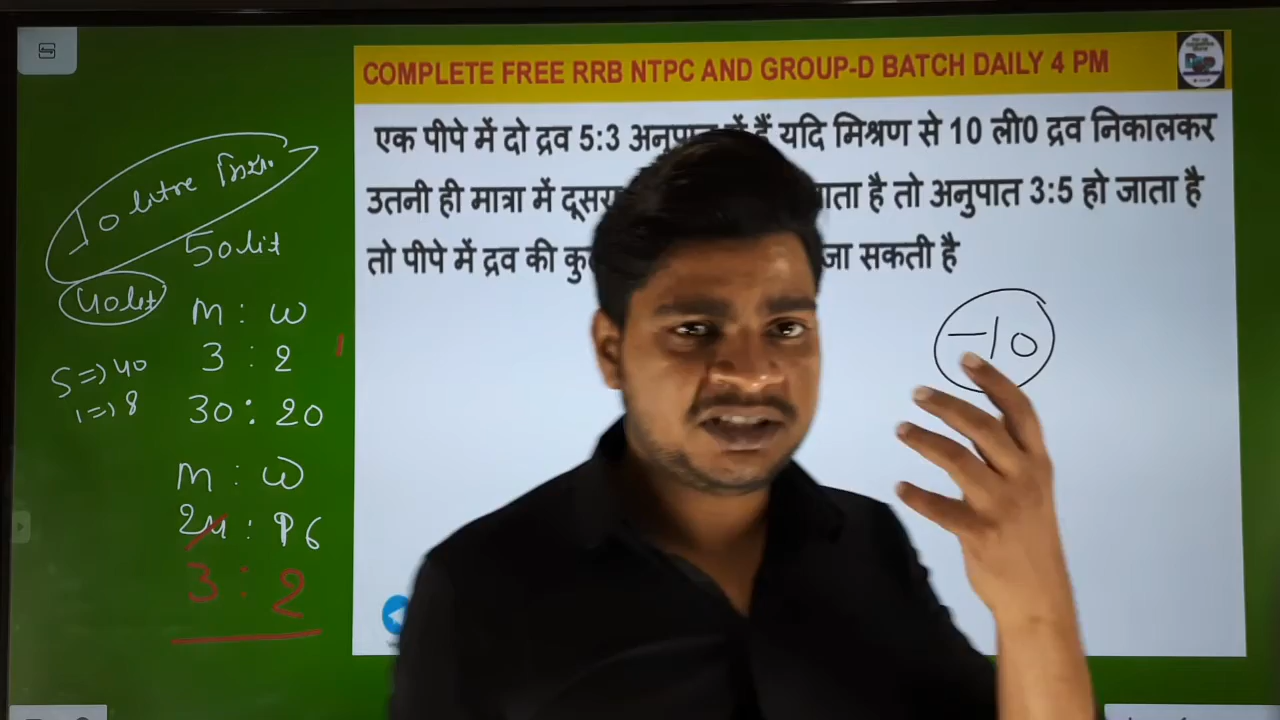 COMPLETE FREE RRB NTPC AND GROUP-D BATCH DAILY 4 PM
एक पीपे में दो द्रव 5:3 अनुपात में हैं यदि मिश्रण से 10 ली0 द्रव निकालकर
उतनी ही मात्रा में दूसरा जाता है तो अनुपात 3:5 हो जाता है
तो पीपे में द्रव की जा सकती है
10 litre
50 lit
40 lit
M : W
3 : 2
5 => 40
1 => 8
30 : 20
M : W
24 : 16
3 : 2
-10